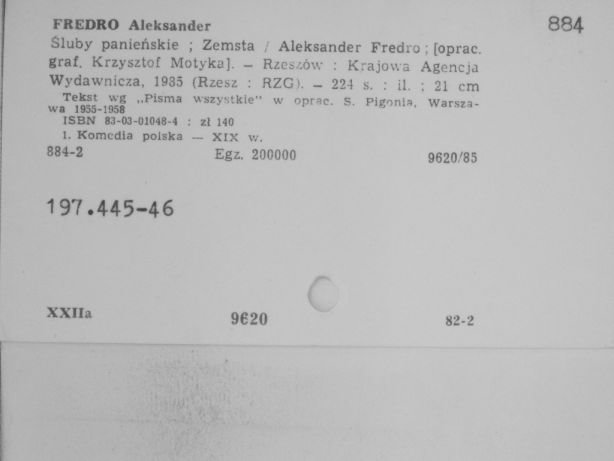 FREDRO Aleksander 884
Śluby panieńskie ; Zemsta / Aleksander Fredro ; [oprac.
graf. Krzysztof Motyka]. — Rzeszów : Krajowa Agencja
Wydawnicza, 1985 (Rzesz : RZG). — 224 s. : il. ; 21 cm
Tekst wg „Pisma wszystkie" w oprac. S. Pigonia, Warsza-
wa 1955-1958
ISBN 83-03-01048-4 : zł 140
1. Komedia polska — XIX w.
884-2 Egz. 200000 9620/85
197.445-46
XXIIa 9620 82-2